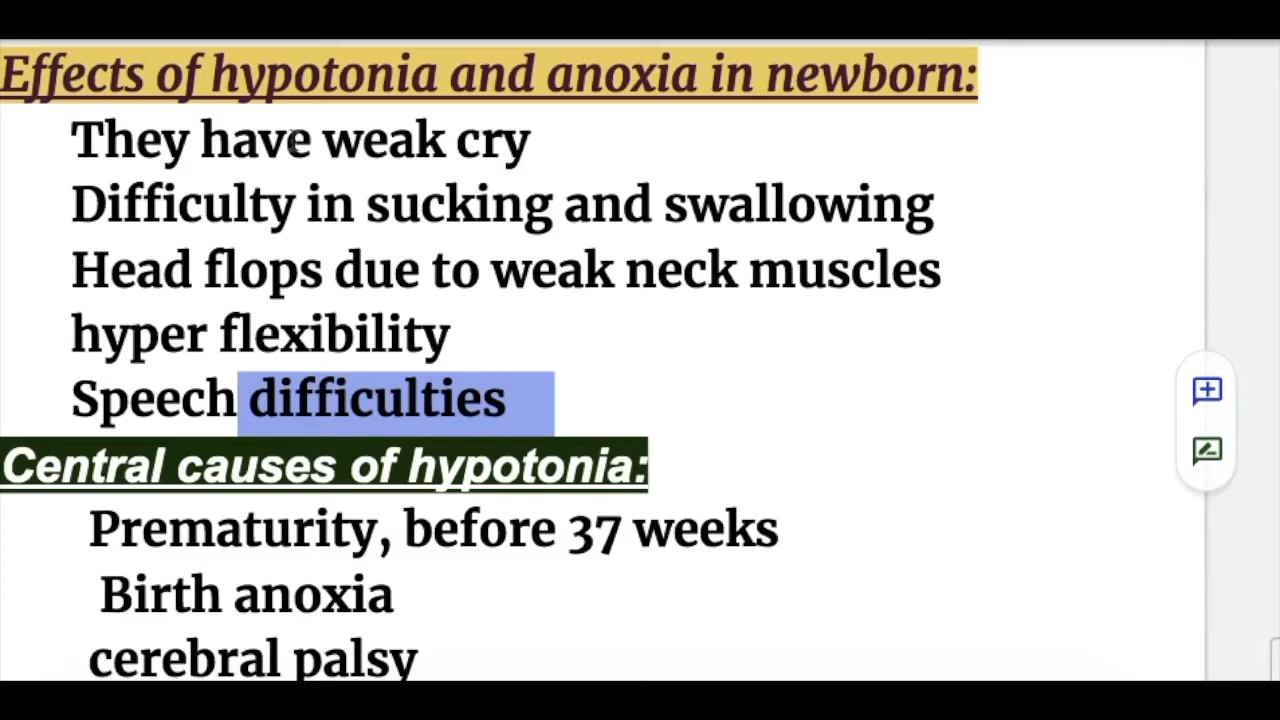 Effects of hypotonia and anoxia in newborn:
They have weak cry
Difficulty in sucking and swallowing
Head flops due to weak neck muscles
hyper flexibility
Speech difficulties
Central causes of hypotonia:
Prematurity, before 37 weeks
Birth anoxia
cerebral palsy